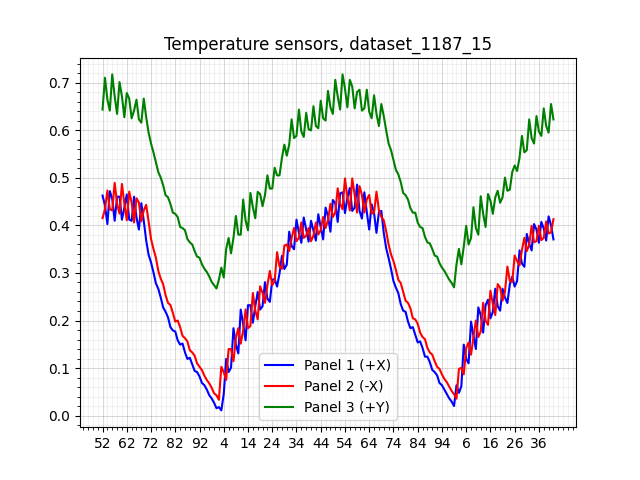 Temperature sensors, dataset_1187_15
0.7
0.6
0.5
0.4
0.3
0.2
0.1
0.0
Panel 1 (+X)
Panel 2 (-X)
Panel 3 (+Y)
52 62 72 82 92 4 14 24 34 44 54 64 74 84 94 6 16 26 36